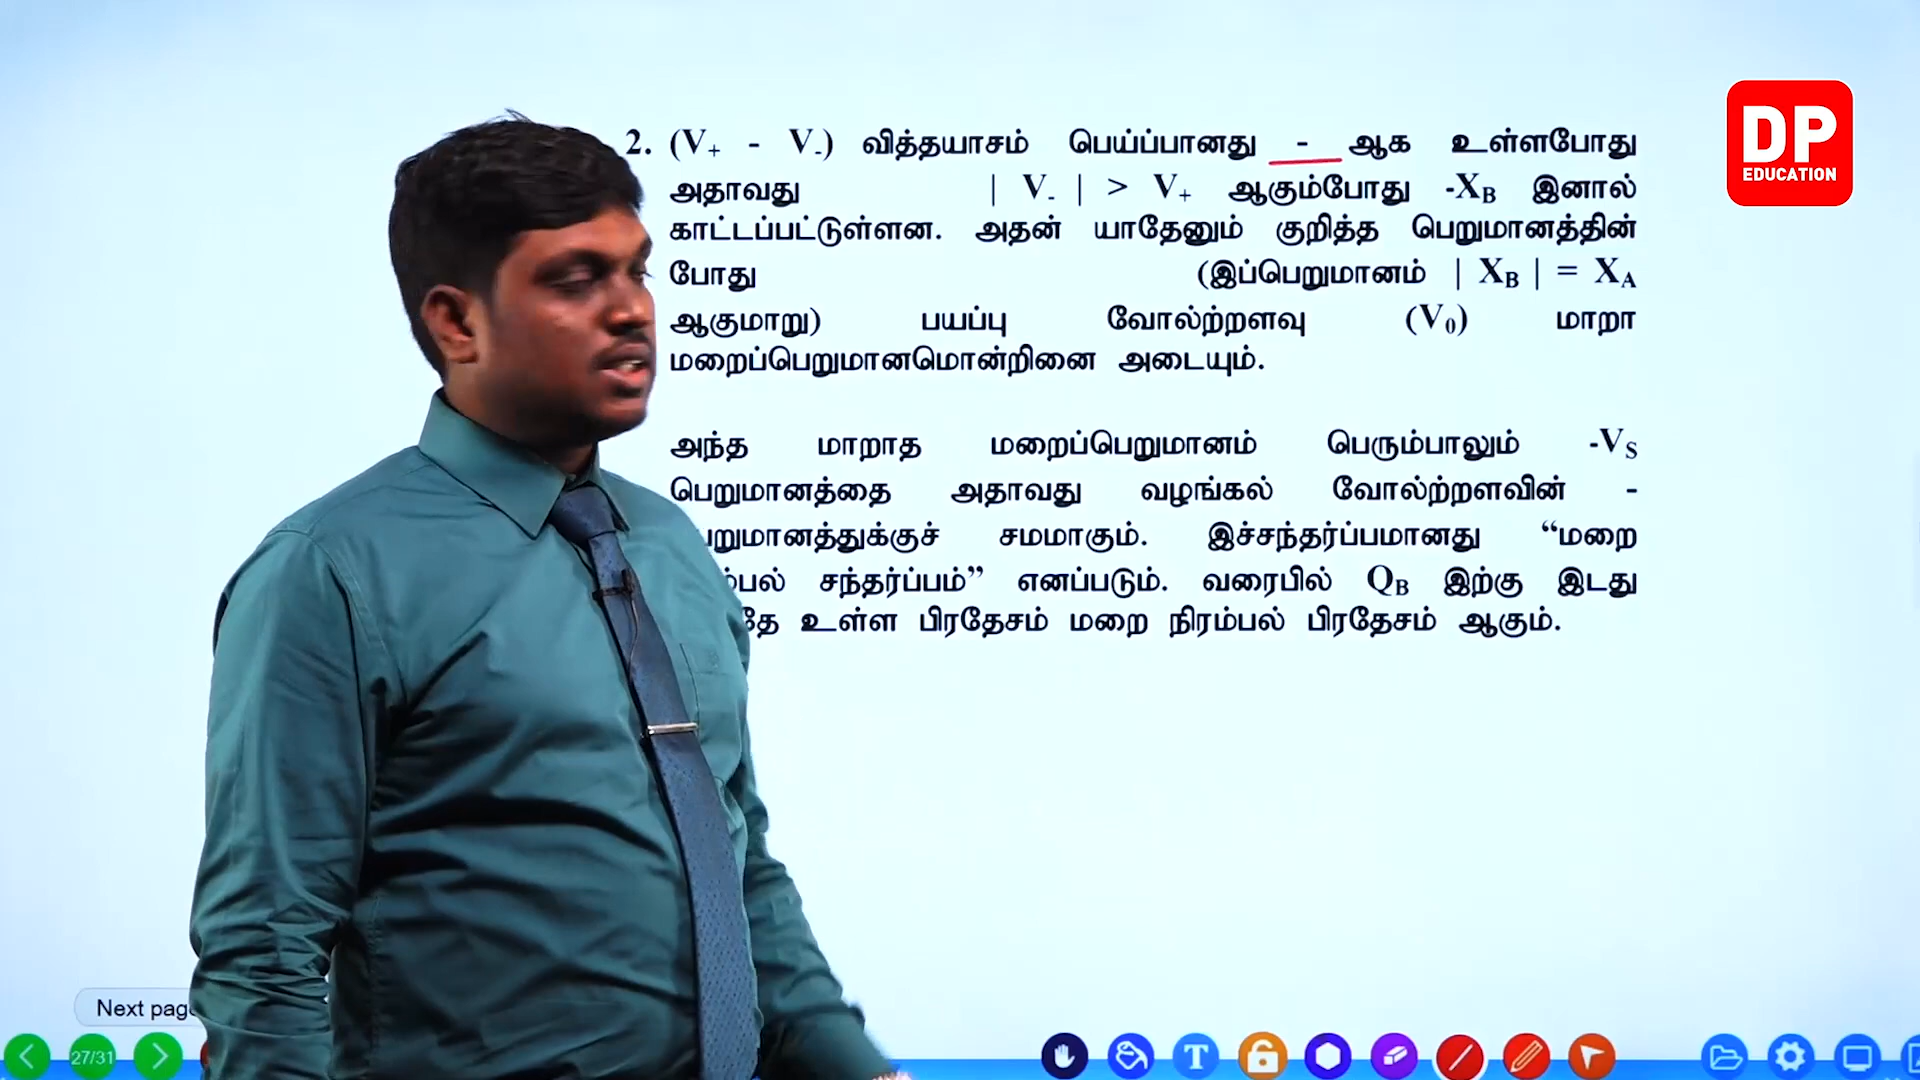 DP
EDUCATION
2. (V₊ - V₋) வித்தயாசம் பெய்ப்பானது - ஆக உள்ளபோது
அதாவது | V₋ | > V₊ ஆகும்போது -X_B இனால்
காட்டப்பட்டுள்ளன. அதன் யாதேனும் குறித்த பெறுமானத்தின்
போது (இப்பெறுமானம் | X_B | = X_A
ஆகுமாறு) பயப்பு வோல்ற்றளவு (V₀) மாறா
மறைப்பெறுமானமொன்றினை அடையும்.
அந்த மாறாத மறைப்பெறுமானம் பெரும்பாலும் -V_S
பெறுமானத்தை அதாவது வழங்கல் வோல்ற்றளவின் -
சமமாகும். இச்சந்தர்ப்பமானது “மறை
சந்தர்ப்பம்” எனப்படும். வரைபில் Q_B இற்கு இடது
உள்ள பிரதேசம் மறை நிரம்பல் பிரதேசம் ஆகும்.
Next page
27/31
T